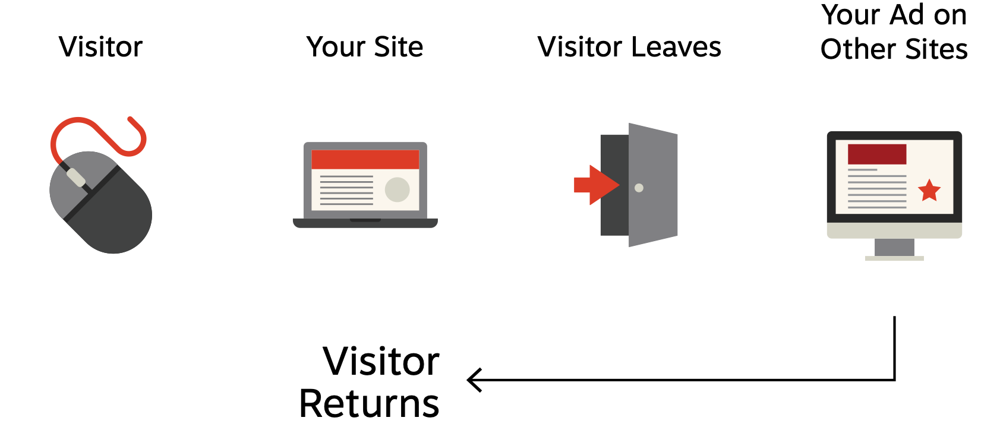 Visitor
Your Site
Visitor Leaves
Your Ad on
Other Sites
Visitor
Returns